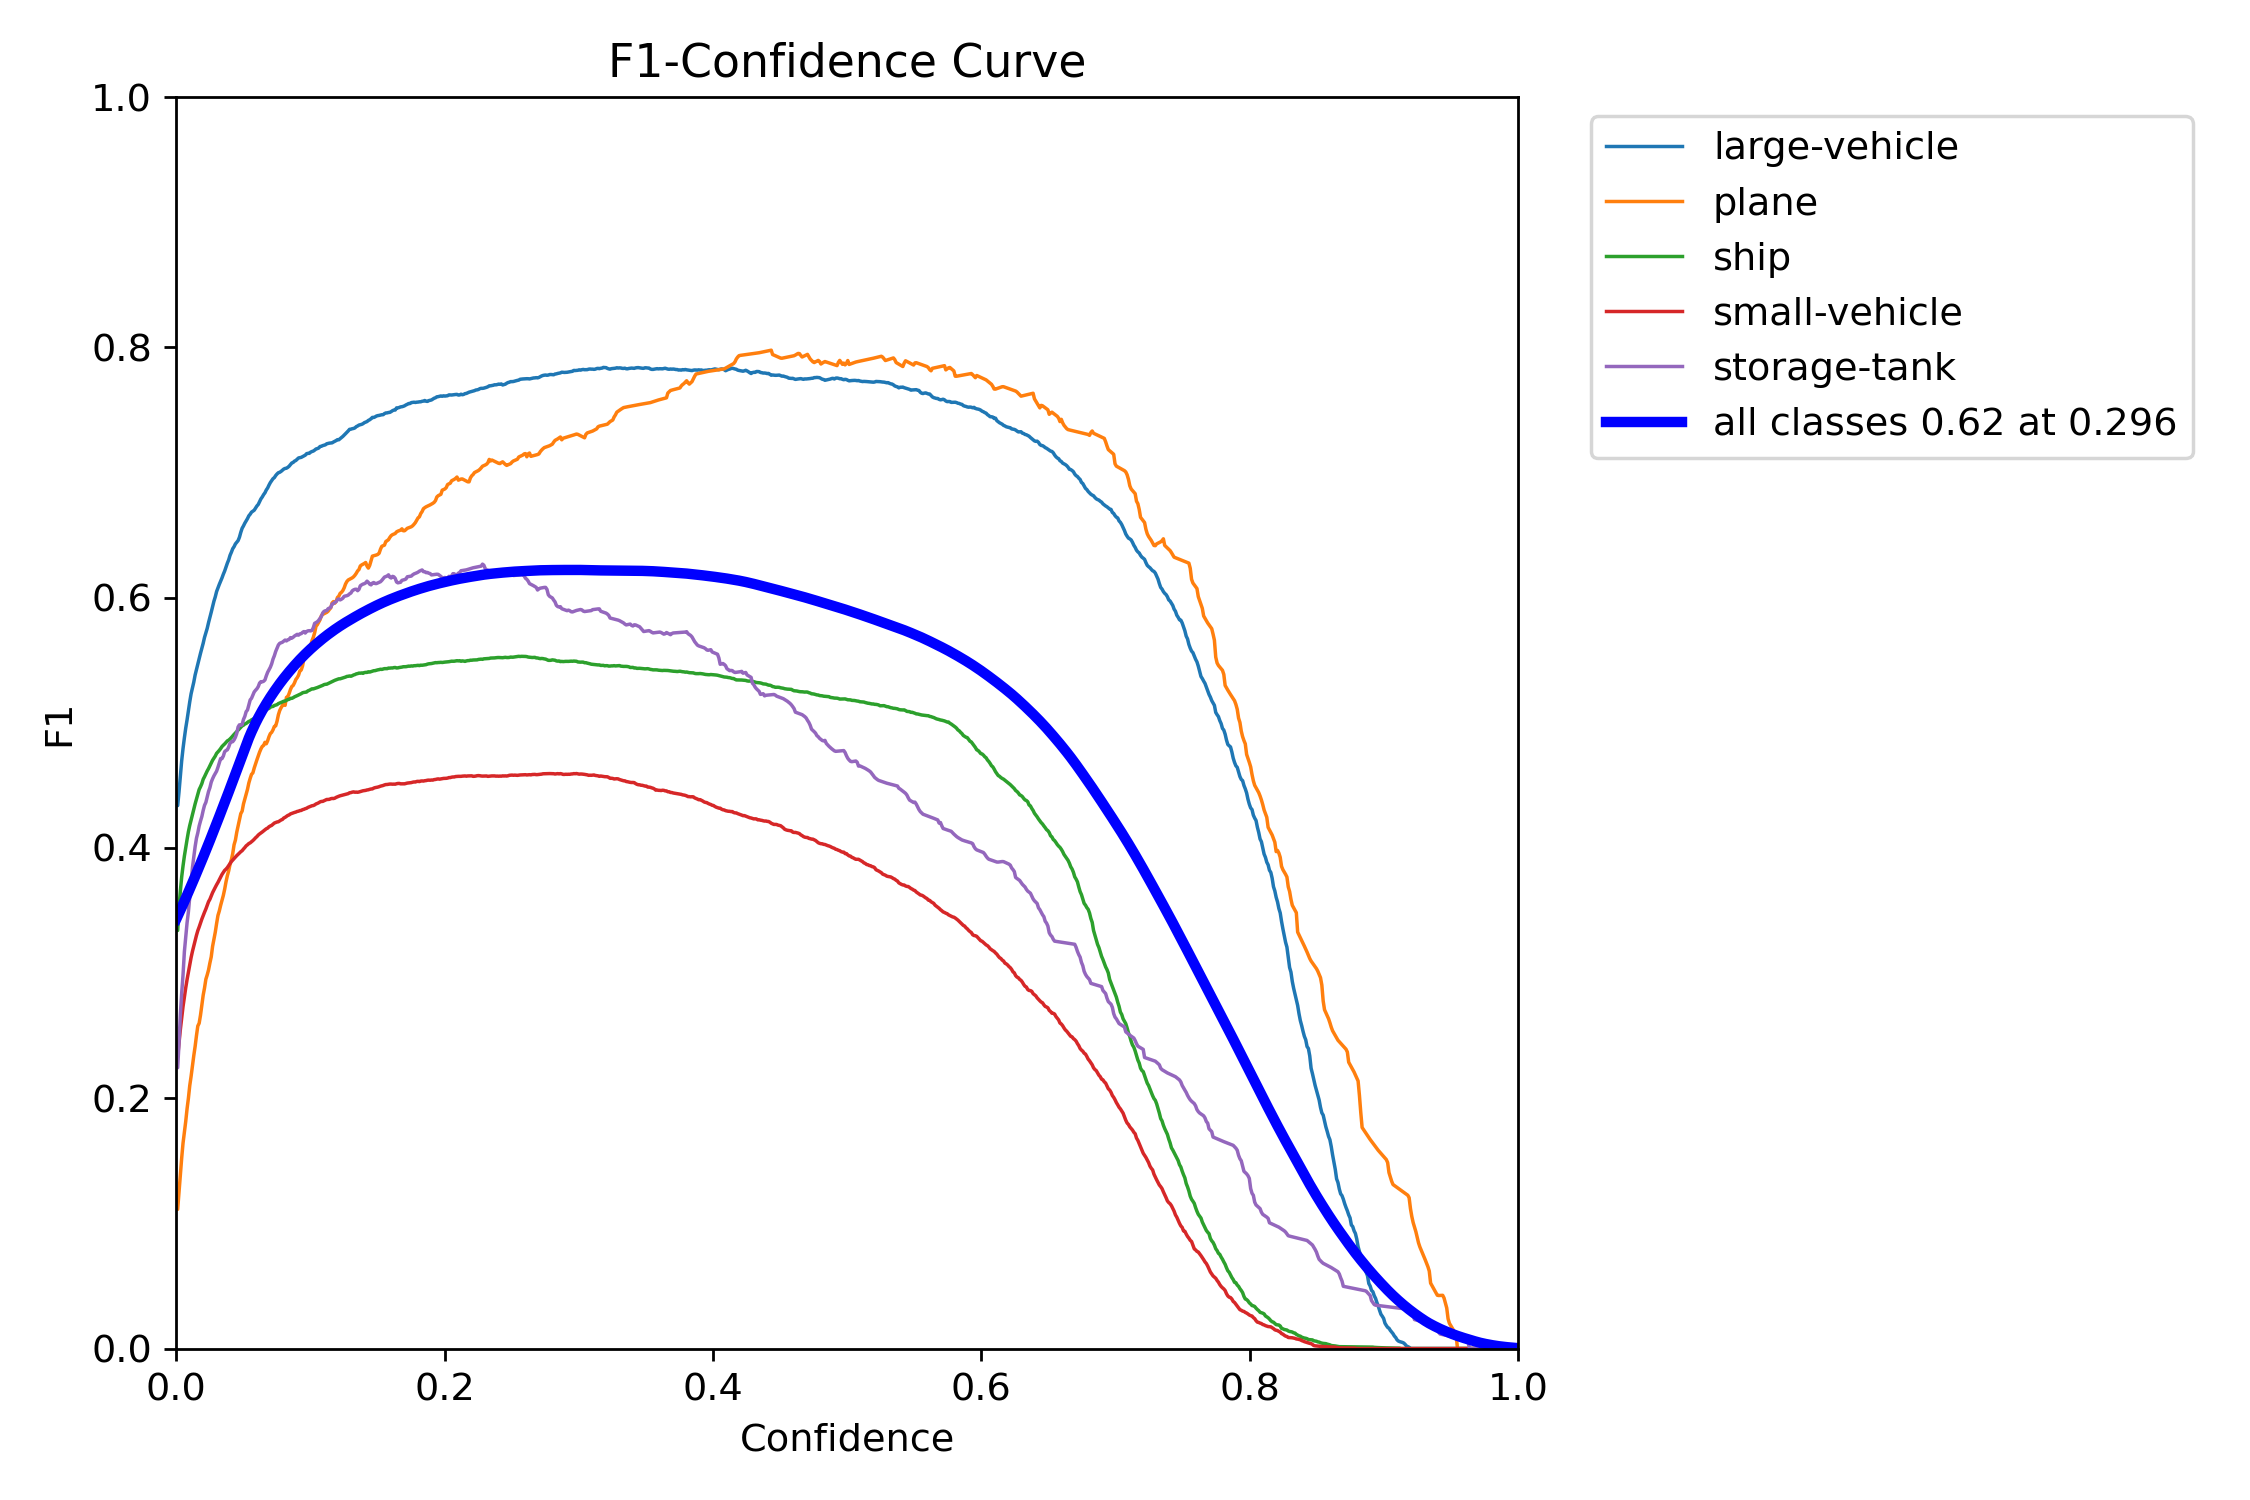 F1-Confidence Curve
1.0
0.8
0.6
0.4
0.2
0.0
F1
0.0 0.2 0.4 0.6 0.8 1.0
Confidence
large-vehicle
plane
ship
small-vehicle
storage-tank
all classes 0.62 at 0.296